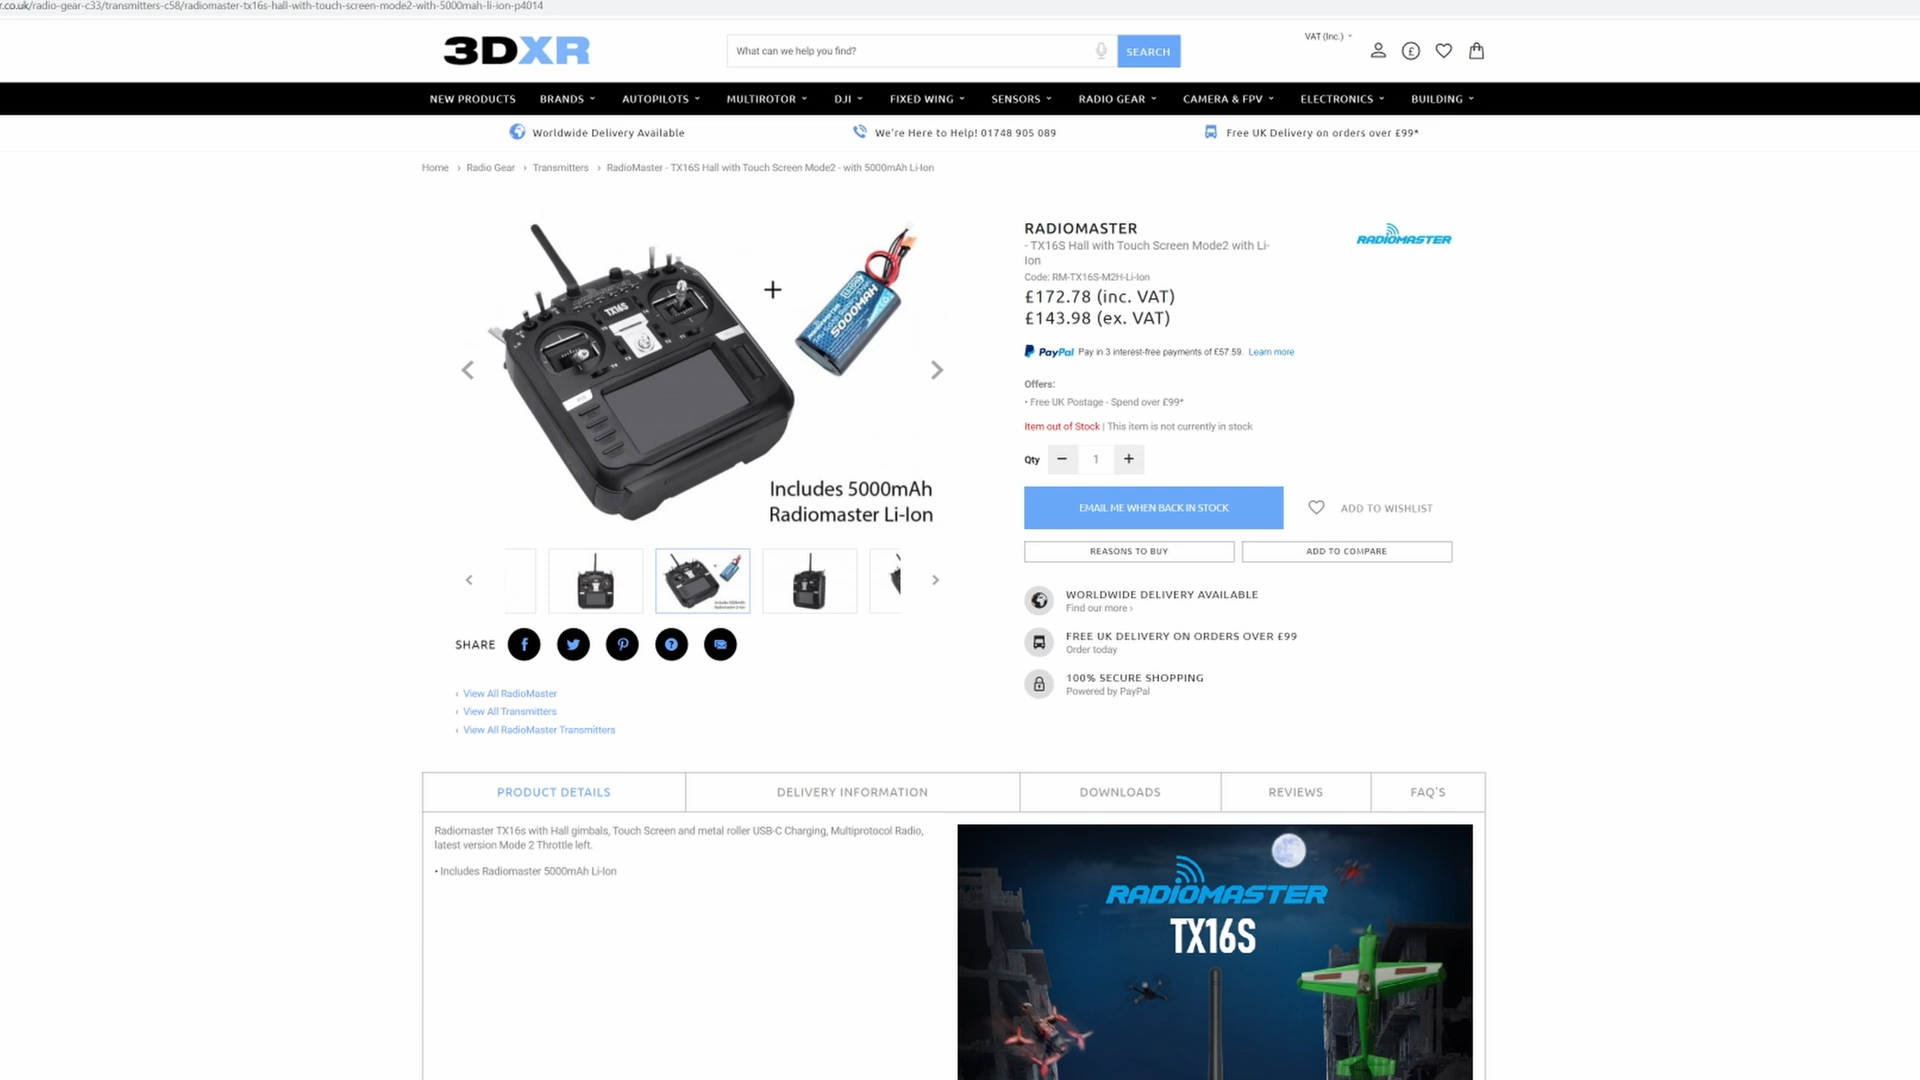 r.co.uk/radio-gear-c33/transmitters-c58/radiomaster-tx16s-hall-with-touch-screen-mode2-with-5000mah-li-ion-p4014
3DXR
What can we help you find?
SEARCH
VAT (Inc.)
NEW PRODUCTS BRANDS AUTOPILOTS MULTIROTOR DJI FIXED WING SENSORS RADIO GEAR CAMERA & FPV ELECTRONICS BUILDING
Worldwide Delivery Available
We're Here to Help! 01748 905 089
Free UK Delivery on orders over £99*
Home › Radio Gear › Transmitters › RadioMaster - TX16S Hall with Touch Screen Mode2 - with 5000mAh Li-Ion
TX16S
5000MAH
+
Includes 5000mAh
Radiomaster Li-Ion
RADIOMASTER
RADIOMASTER
- TX16S Hall with Touch Screen Mode2 with Li-
Ion
Code: RM-TX16S-M2H-Li-Ion
£172.78 (inc. VAT)
£143.98 (ex. VAT)
PayPal Pay in 3 interest-free payments of £57.59. Learn more
Offers:
• Free UK Postage - Spend over £99*
Item out of Stock | This item is not currently in stock
Qty − 1 +
EMAIL ME WHEN BACK IN STOCK
ADD TO WISHLIST
REASONS TO BUY
ADD TO COMPARE
WORLDWIDE DELIVERY AVAILABLE
Find our more ›
FREE UK DELIVERY ON ORDERS OVER £99
Order today
100% SECURE SHOPPING
Powered by PayPal
SHARE
‹ View All RadioMaster
‹ View All Transmitters
‹ View All RadioMaster Transmitters
PRODUCT DETAILS
DELIVERY INFORMATION
DOWNLOADS
REVIEWS
FAQ'S
Radiomaster TX16s with Hall gimbals, Touch Screen and metal roller USB-C Charging, Multiprotocol Radio,
latest version Mode 2 Throttle left.
• Includes Radiomaster 5000mAh Li-Ion
RADIOMASTER
TX16S